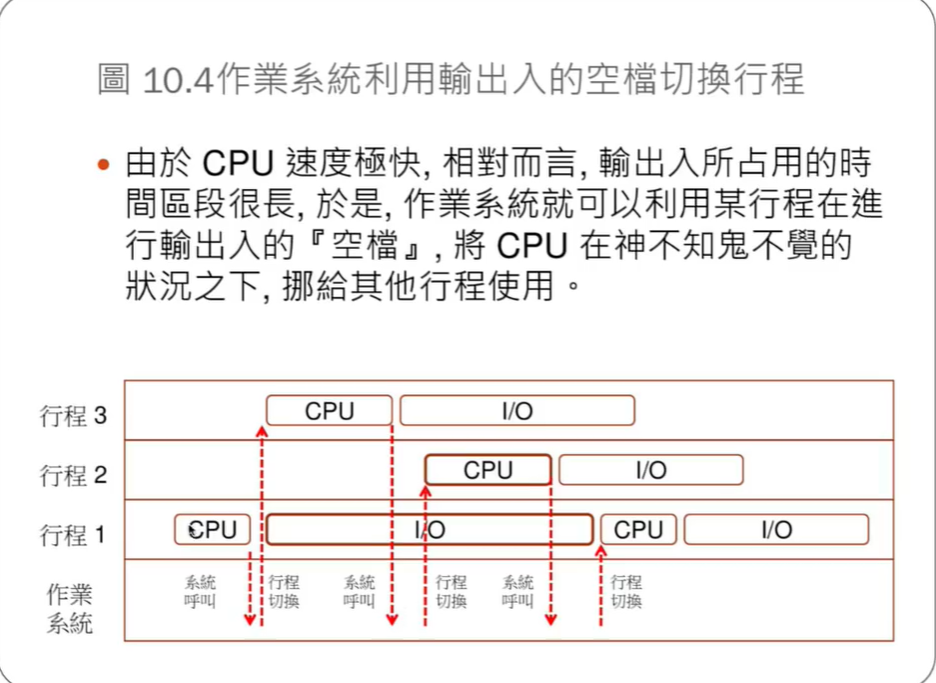 圖 10.4作業系統利用輸出入的空檔切換行程
由於 CPU 速度極快, 相對而言, 輸出入所占用的時
間區段很長, 於是, 作業系統就可以利用某行程在進
行輸出入的『空檔』, 將 CPU 在神不知鬼不覺的
狀況之下, 挪給其他行程使用。
行程 3
CPU
I/O
行程 2
CPU
I/O
行程 1
CPU
I/O
CPU
I/O
作業
系統
系統
呼叫
行程
切換
系統
呼叫
行程
切換
系統
呼叫
行程
切換